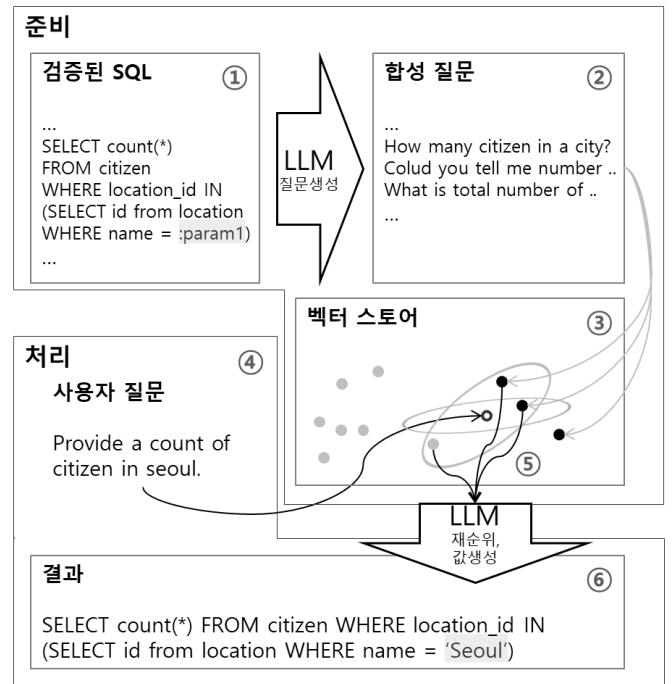 준비
검증된 SQL ①
...
SELECT count(*)
FROM citizen
WHERE location_id IN
(SELECT id from location
WHERE name = :param1)
...
LLM
질문생성
합성 질문 ②
...
How many citizen in a city?
Colud you tell me number ..
What is total number of ..
...
벡터 스토어 ③
처리 ④
사용자 질문
Provide a count of
citizen in seoul.
⑤
LLM
재순위,
값생성
결과 ⑥
SELECT count(*) FROM citizen WHERE location_id IN
(SELECT id from location WHERE name = ‘Seoul’)